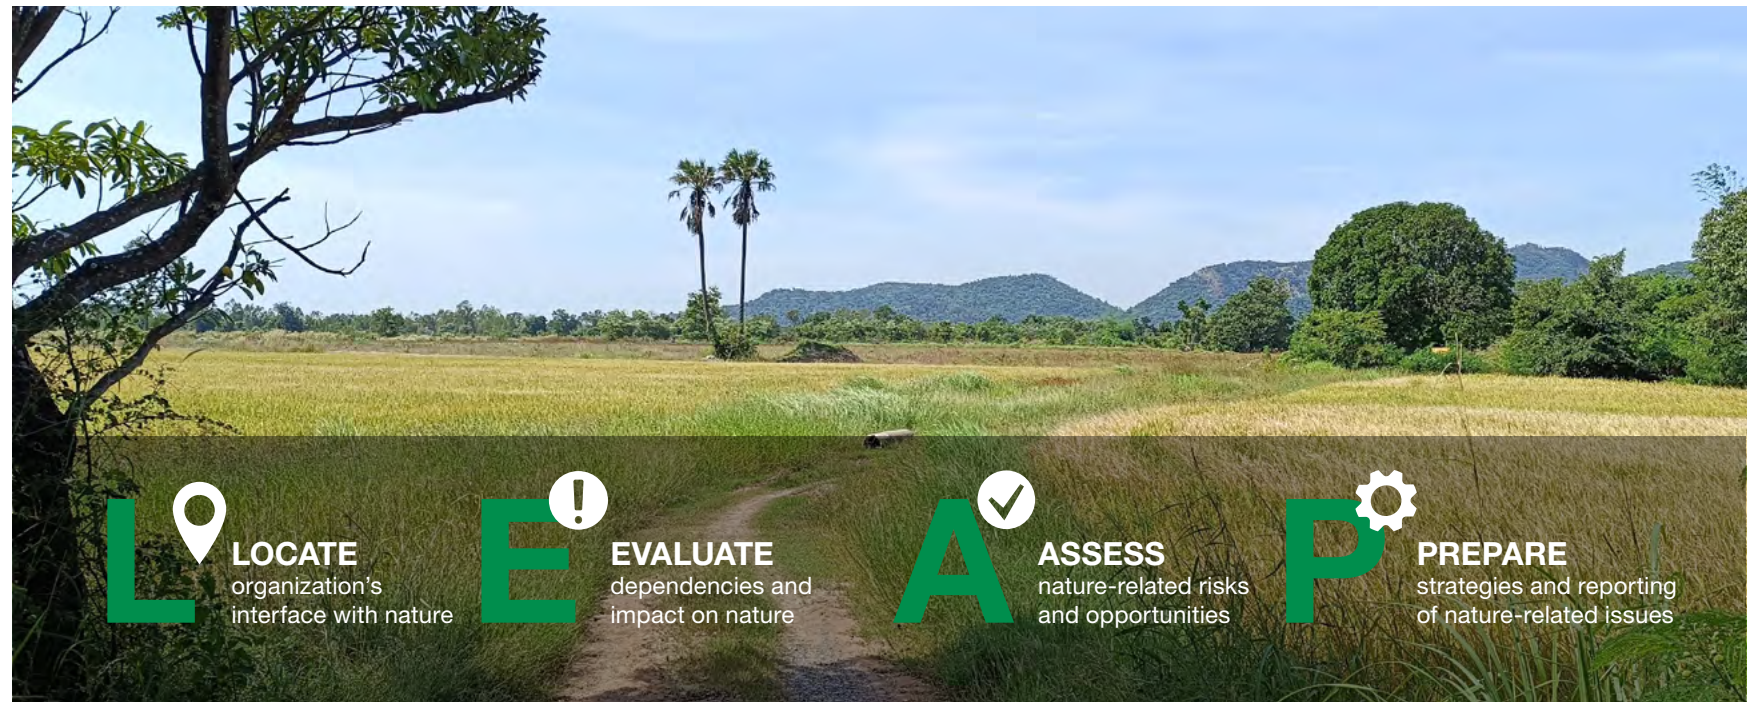 L
LOCATE
organization's
interface with nature
E
EVALUATE
dependencies and
impact on nature
A
ASSESS
nature-related risks
and opportunities
P
PREPARE
strategies and reporting
of nature-related issues